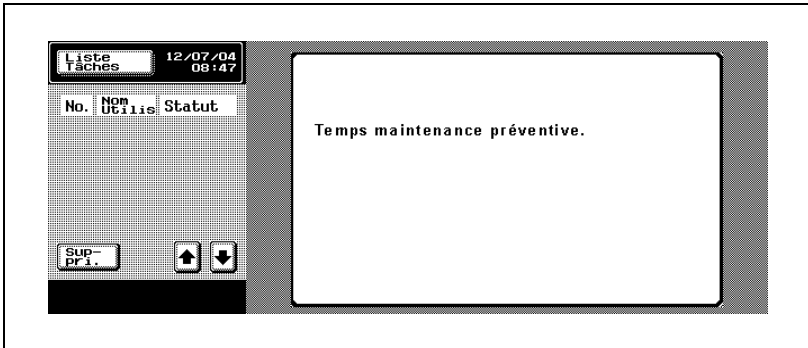 Liste
Tâches
12/07/04
08:47
No. Nom Utilis Statut
Temps maintenance préventive.
Sup-
pri.